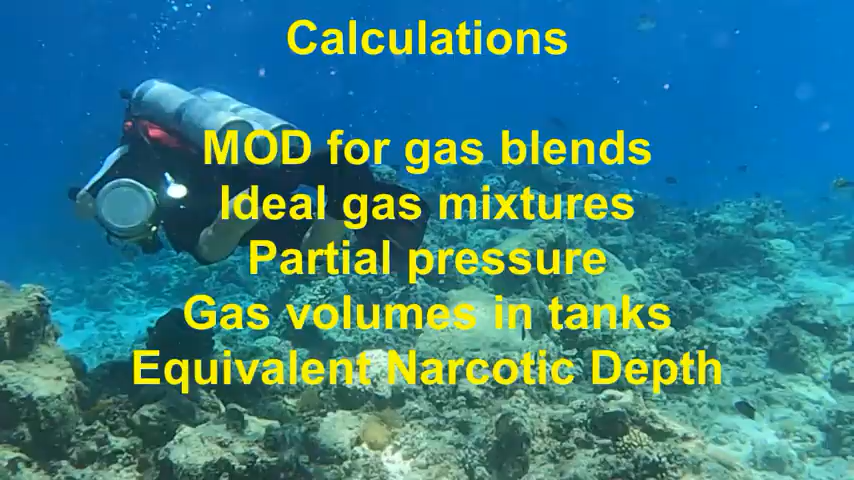 Calculations
MOD for gas blends
Ideal gas mixtures
Partial pressure
Gas volumes in tanks
Equivalent Narcotic Depth